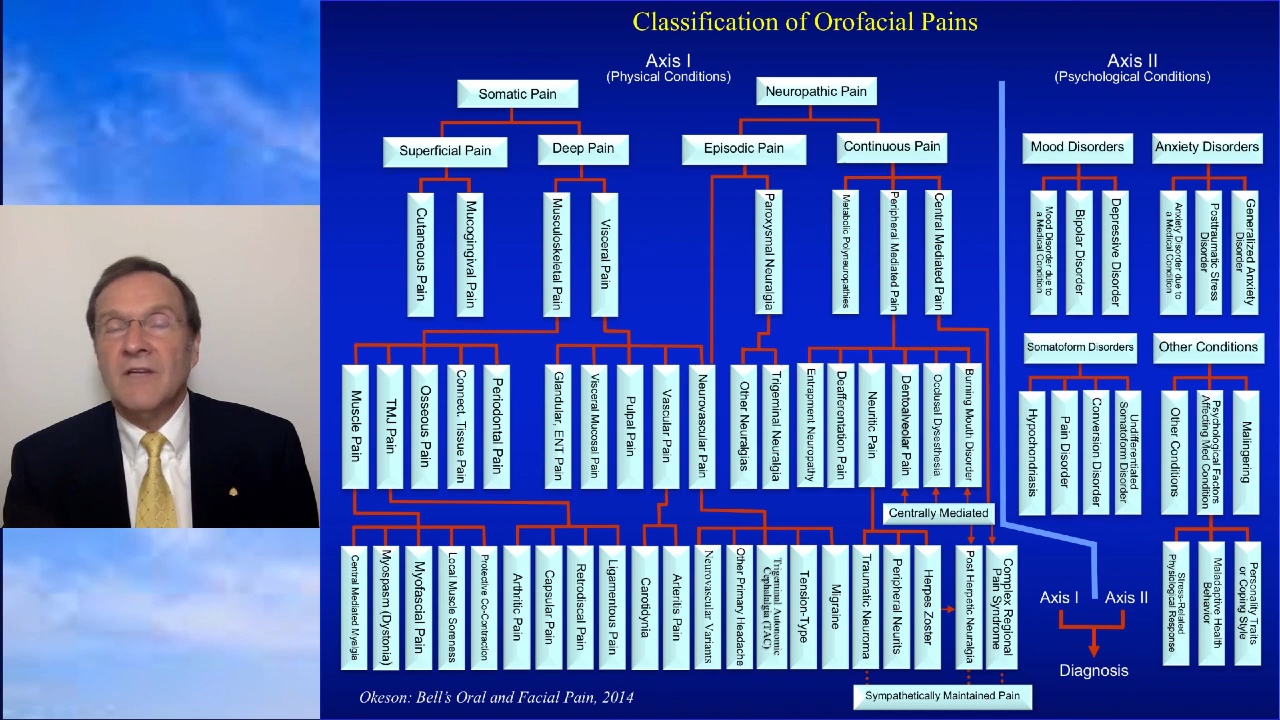 Classification of Orofacial Pains
Axis I
(Physical Conditions)
Axis II
(Psychological Conditions)
Somatic Pain
Neuropathic Pain
Superficial Pain
Deep Pain
Episodic Pain
Continuous Pain
Mood Disorders
Anxiety Disorders
Cutaneous Pain
Mucogingival Pain
Musculoskeletal Pain
Visceral Pain
Paroxysmal Neuralgia
Metabolic Polyneuropathies
Peripheral Mediated Pain
Central Mediated Pain
Mood Disorder due to
a Medical Condition
Bipolar Disorder
Depressive Disorder
Anxiety Disorder due to
a Medical Condition
Posttraumatic Stress
Disorder
Generalized Anxiety
Disorder
Somatoform Disorders
Other Conditions
Muscle Pain
TMJ Pain
Osseous Pain
Connect. Tissue Pain
Periodontal Pain
Glandular, ENT Pain
Visceral Mucosal Pain
Pulpal Pain
Vascular Pain
Neurovascular Pain
Other Neuralgias
Trigeminal Neuralgia
Entrapment Neuropathy
Deafferentation Pain
Neuritic Pain
Dentoalveolar Pain
Occlusal Dysesthesia
Burning Mouth Disorder
Hypochondriasis
Pain Disorder
Conversion Disorder
Undifferentiated
Somatoform Disorder
Other Conditions
Psychological Factors
Affecting Med Condition
Malingering
Centrally Mediated
Central Mediated Myalgia
Myospasm (Dystonia)
Myofascial Pain
Local Muscle Soreness
Protective Co-Contraction
Arthritic Pain
Capsular Pain
Retrodiscal Pain
Ligamentous Pain
Carotidynia
Arteritis Pain
Neurovascular Variants
Other Primary Headache
Trigeminal Autonomic
Cephalalgia (TAC)
Tension-Type
Migraine
Traumatic Neuroma
Peripheral Neurits
Herpes Zoster
Post Herpetic Neuralgia
Complex Regional
Pain Syndrome
Stress-Related
Physiological Response
Maladaptive Health
Behavior
Personality Traits
or Coping Style
Axis I
Axis II
Diagnosis
Sympathetically Maintained Pain
Okeson: Bell's Oral and Facial Pain, 2014